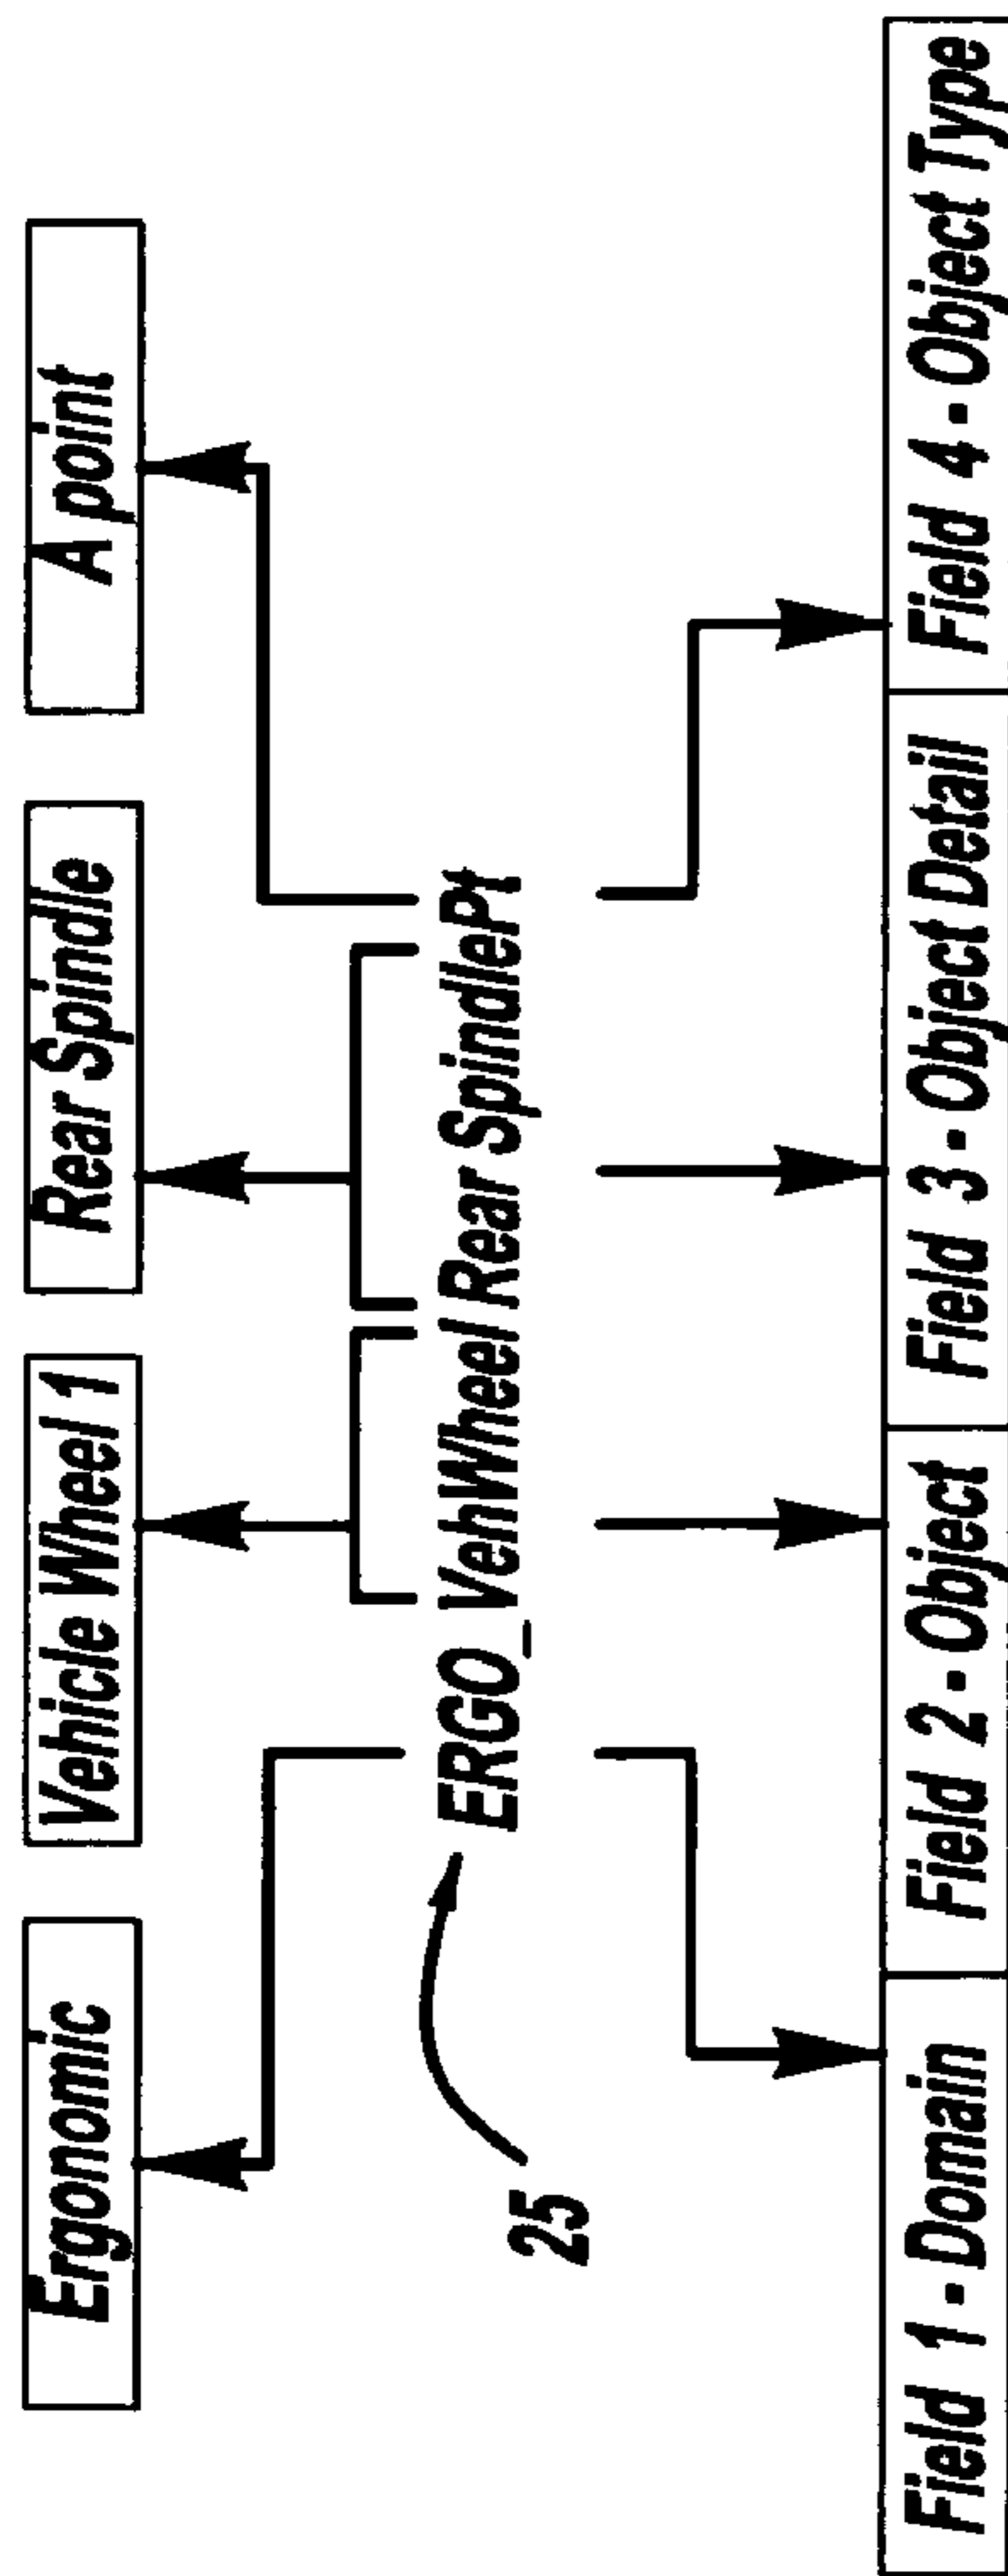 Ergonomic
Vehicle Wheel 1
Rear Spindle
A point
ERGO_VehWheel Rear SpindlePt
25
Field 1 - Domain
Field 2 - Object
Field 3 - Object Detail
Field 4 - Object Type